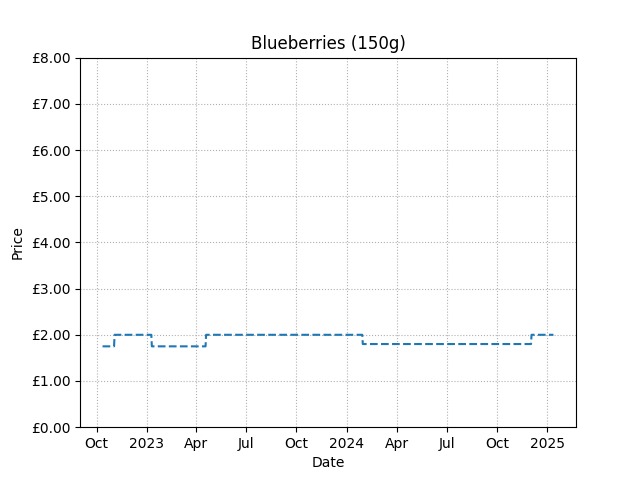 Blueberries (150g)
£8.00
£7.00
£6.00
£5.00
£4.00
£3.00
£2.00
£1.00
£0.00
Price
Oct 2023 Apr Jul Oct 2024 Apr Jul Oct 2025
Date